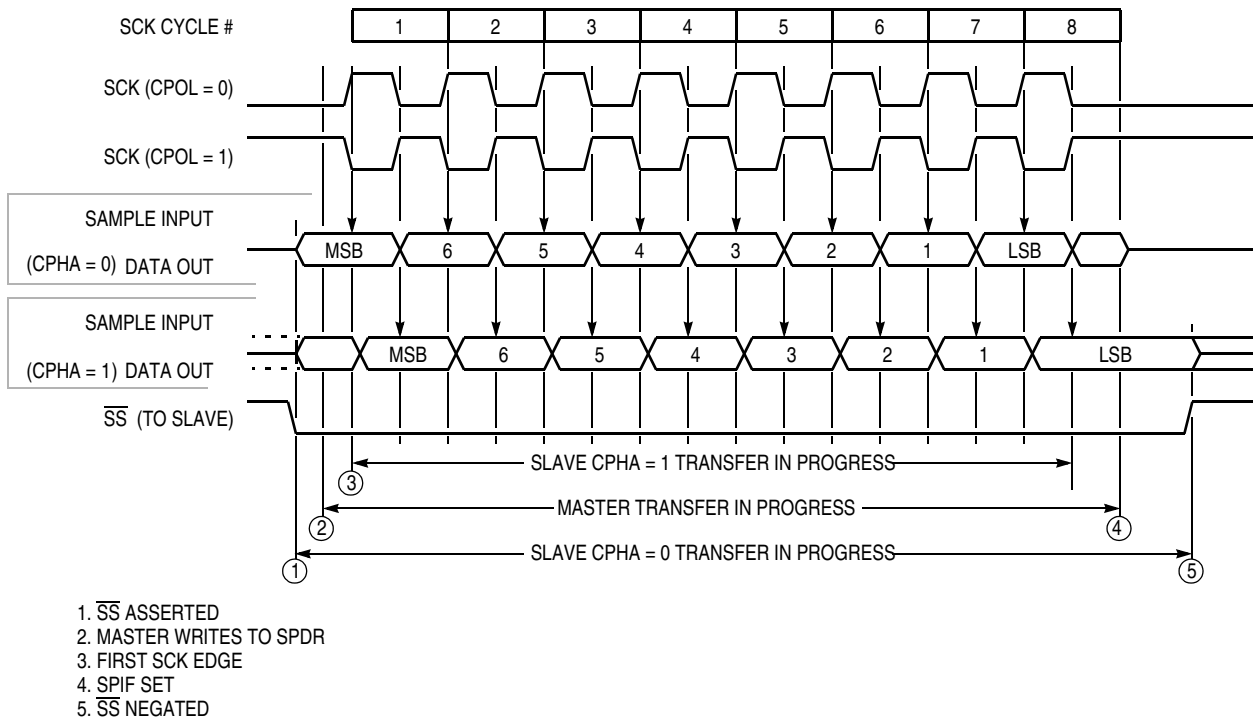 SCK CYCLE # 1 2 3 4 5 6 7 8
SCK (CPOL = 0)
SCK (CPOL = 1)
SAMPLE INPUT
(CPHA = 0) DATA OUT MSB 6 5 4 3 2 1 LSB
SAMPLE INPUT
(CPHA = 1) DATA OUT MSB 6 5 4 3 2 1 LSB
SS (TO SLAVE)
SLAVE CPHA = 1 TRANSFER IN PROGRESS
3
MASTER TRANSFER IN PROGRESS
2 4
SLAVE CPHA = 0 TRANSFER IN PROGRESS
1 5
1. SS ASSERTED
2. MASTER WRITES TO SPDR
3. FIRST SCK EDGE
4. SPIF SET
5. SS NEGATED